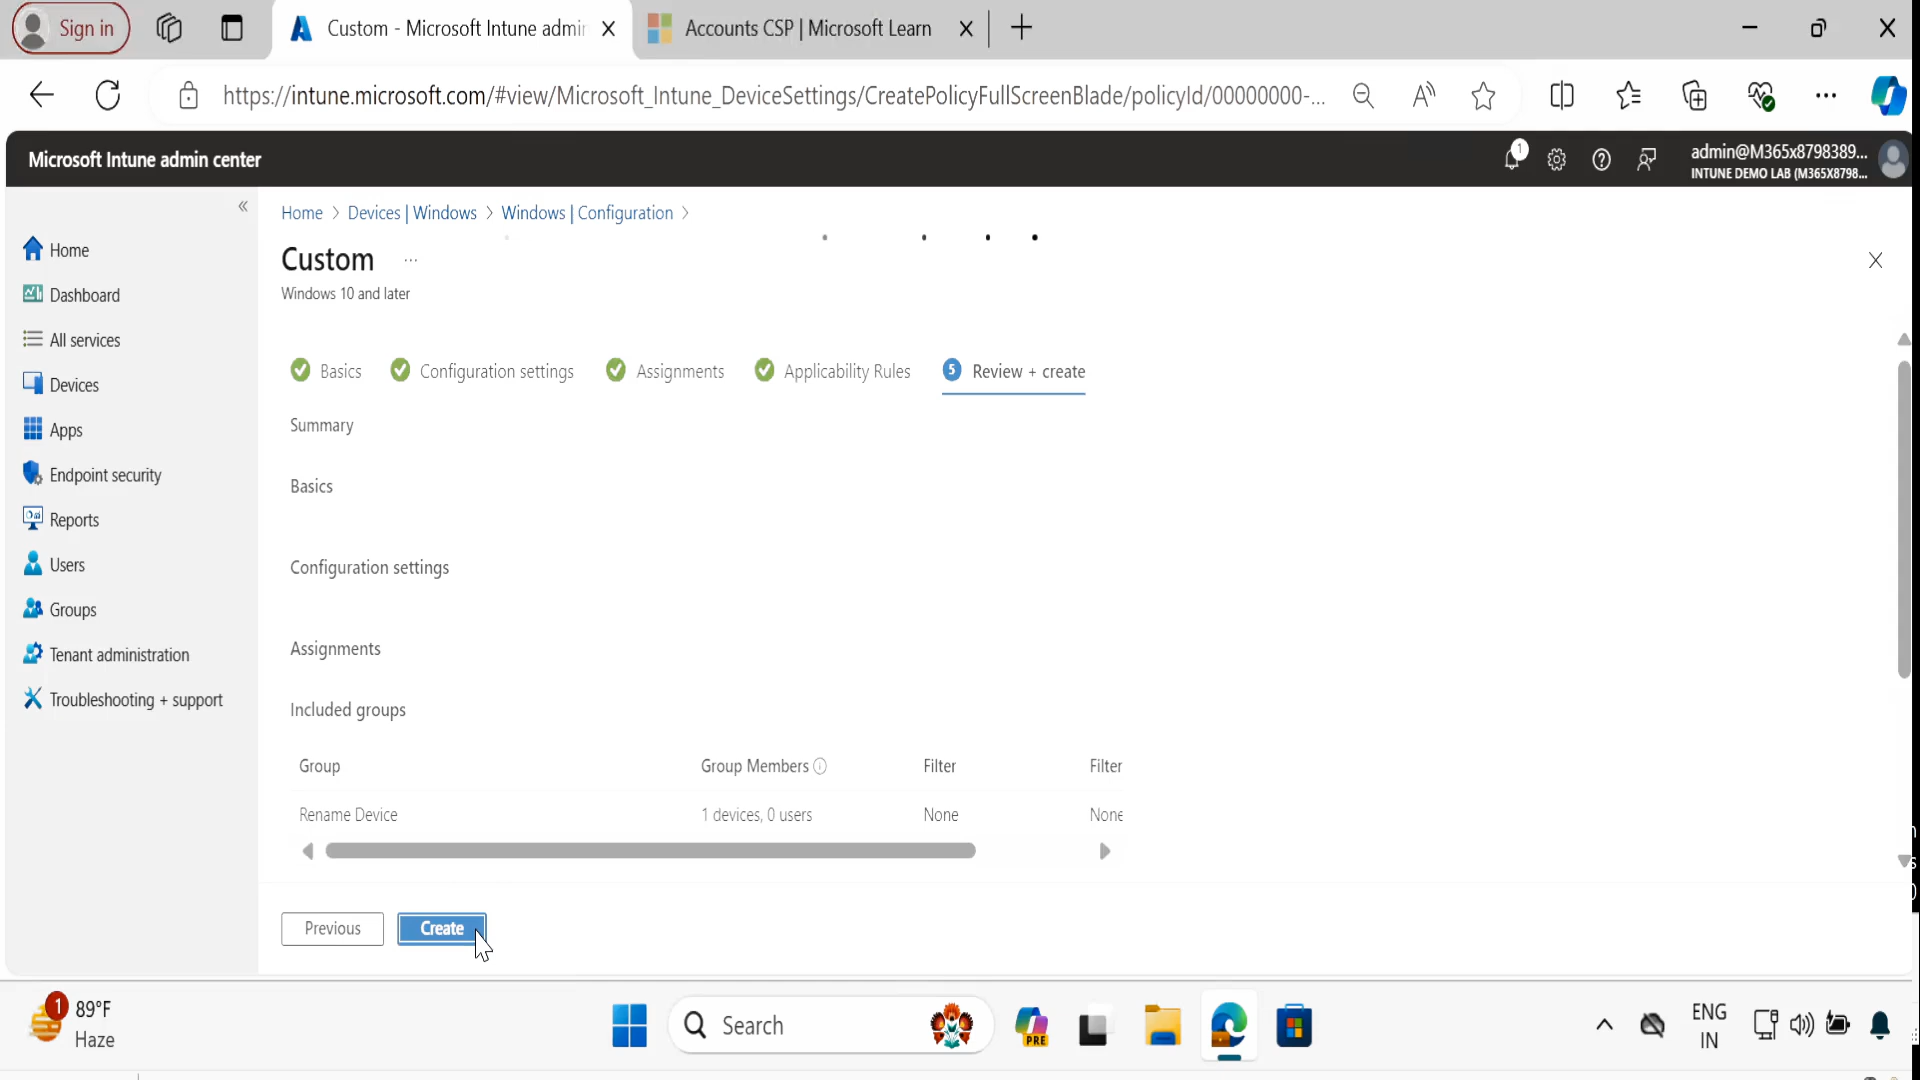 Sign in
Custom - Microsoft Intune admi
Accounts CSP | Microsoft Learn
https://intune.microsoft.com/#view/Microsoft_Intune_DeviceSettings/CreatePolicyFullScreenBlade/policyId/00000000-...
Microsoft Intune admin center
1
admin@M365x8798389...
INTUNE DEMO LAB (M365X8798...
Home > Devices | Windows > Windows | Configuration >
Custom ...
Windows 10 and later
Home
Dashboard
All services
Devices
Apps
Endpoint security
Reports
Users
Groups
Tenant administration
Troubleshooting + support
Basics Configuration settings Assignments Applicability Rules 5 Review + create
Summary
Basics
Configuration settings
Assignments
Included groups
Group Group Members Filter Filter
Rename Device 1 devices, 0 users None None
Previous Create
1 89°F
Haze
Search
PRE
ENG
IN